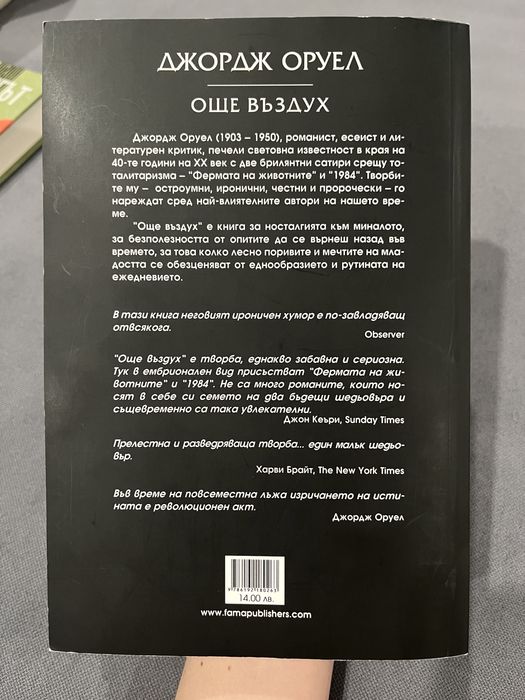 ДЖОРДЖ ОРУЕЛ
ОЩЕ ВЪЗДУХ
Джордж Оруел (1903 – 1950), романист, есеист и ли-
тературен критик, печели световна известност в края на
40-те години на ХХ век с две брилянтни сатири срещу то-
талитаризма – "Фермата на животните" и "1984". Творби-
те му – остроумни, иронични, честни и пророчески – го
нареждат сред най-влиятелните автори на нашето вре-
ме.
"Още въздух" е книга за носталгията към миналото,
за безполезността от опитите да се върнеш назад във
времето, за това колко лесно поривите и мечтите на мла-
достта се обезценяват от еднообразието и рутината на
ежедневието.
В тази книга неговият ироничен хумор е по-завладяващ
отвсякога.
Observer
"Още въздух" е творба, еднакво забавна и сериозна.
Тук в ембрионален вид присъстват "Фермата на жи-
вотните" и "1984". Не са много романите, които но-
сят в себе си семето на два бъдещи шедьовъра и
същевременно са така увлекателни.
Джон Кеъри, Sunday Times
Прелестна и разведряваща творба... един малък шедьо-
вър.
Харви Брайт, The New York Times
Във време на повсеместна лъжа изричането на исти-
ната е революционен акт.
Джордж Оруел
9 786192 180263
14.00 лв.
www.famapublishers.com
ЪТ